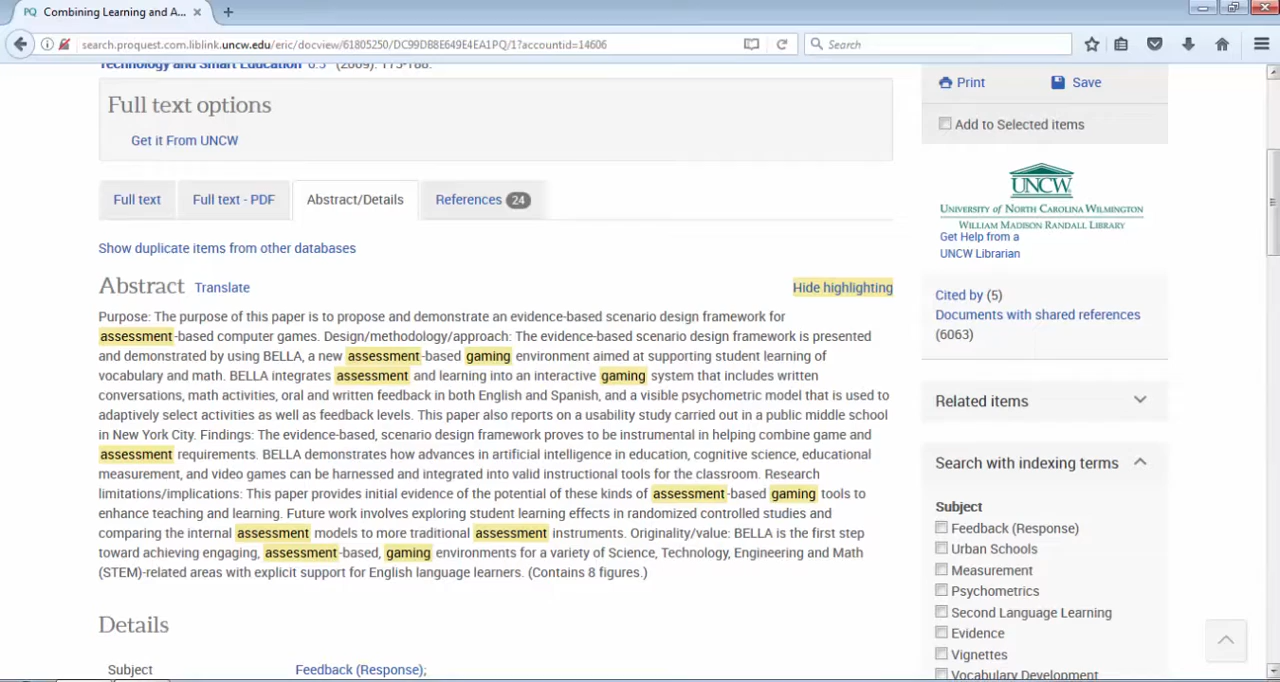 PQ Combining Learning and A... × +
search.proquest.com.liblink.uncw.edu/eric/docview/61805250/DC99DB8E649E4EA1PQ/1?accountid=14606
Search
Technology and Smart Education 6.3 (2009): 175-188.
Full text options
Get it From UNCW
Full text
Full text - PDF
Abstract/Details
References 24
Show duplicate items from other databases
Abstract Translate
Hide highlighting
Purpose: The purpose of this paper is to propose and demonstrate an evidence-based scenario design framework for
assessment-based computer games. Design/methodology/approach: The evidence-based scenario design framework is presented
and demonstrated by using BELLA, a new assessment-based gaming environment aimed at supporting student learning of
vocabulary and math. BELLA integrates assessment and learning into an interactive gaming system that includes written
conversations, math activities, oral and written feedback in both English and Spanish, and a visible psychometric model that is used to
adaptively select activities as well as feedback levels. This paper also reports on a usability study carried out in a public middle school
in New York City. Findings: The evidence-based, scenario design framework proves to be instrumental in helping combine game and
assessment requirements. BELLA demonstrates how advances in artificial intelligence in education, cognitive science, educational
measurement, and video games can be harnessed and integrated into valid instructional tools for the classroom. Research
limitations/implications: This paper provides initial evidence of the potential of these kinds of assessment-based gaming tools to
enhance teaching and learning. Future work involves exploring student learning effects in randomized controlled studies and
comparing the internal assessment models to more traditional assessment instruments. Originality/value: BELLA is the first step
toward achieving engaging, assessment-based, gaming environments for a variety of Science, Technology, Engineering and Math
(STEM)-related areas with explicit support for English language learners. (Contains 8 figures.)
Details
Subject
Feedback (Response);
Print
Save
Add to Selected items
UNCW
University of North Carolina Wilmington
William Madison Randall Library
Get Help from a
UNCW Librarian
Cited by (5)
Documents with shared references
(6063)
Related items
Search with indexing terms
Subject
Feedback (Response)
Urban Schools
Measurement
Psychometrics
Second Language Learning
Evidence
Vignettes
Vocabulary Development